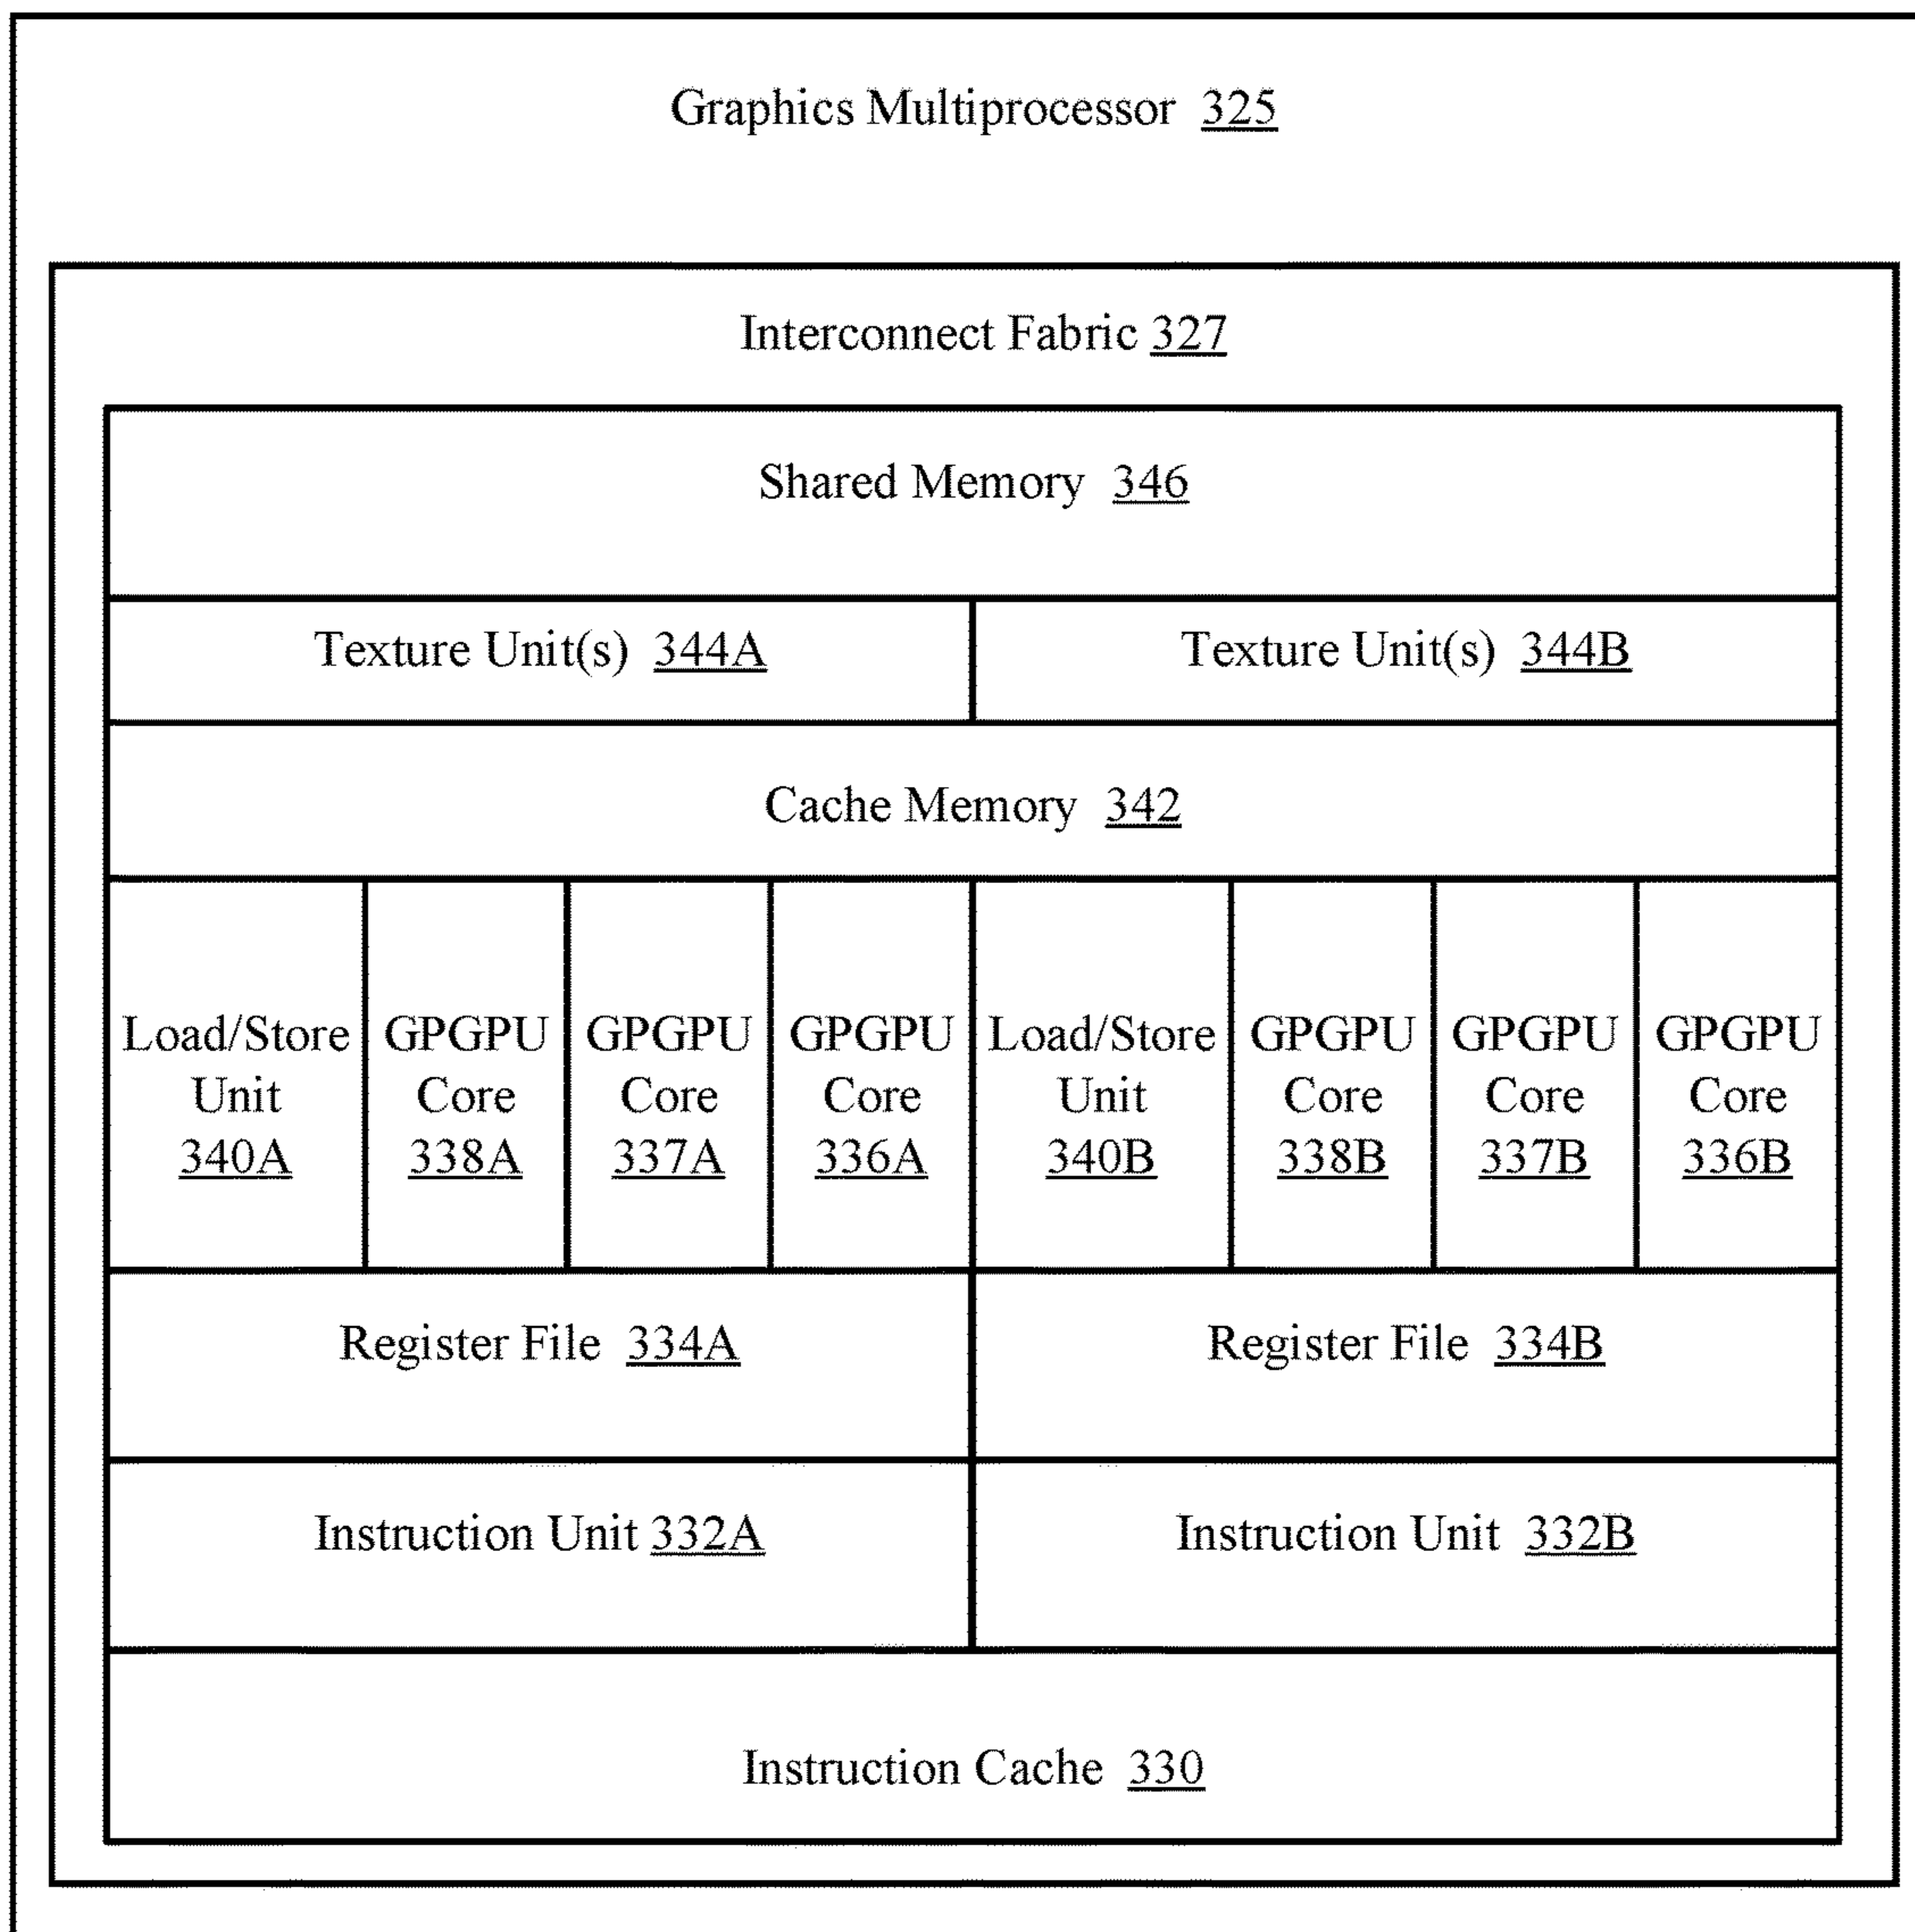 Graphics Multiprocessor 325
Interconnect Fabric 327
Shared Memory 346
Texture Unit(s) 344A
Texture Unit(s) 344B
Cache Memory 342
Load/Store
Unit
340A
GPGPU
Core
338A
GPGPU
Core
337A
GPGPU
Core
336A
Load/Store
Unit
340B
GPGPU
Core
338B
GPGPU
Core
337B
GPGPU
Core
336B
Register File 334A
Register File 334B
Instruction Unit 332A
Instruction Unit 332B
Instruction Cache 330